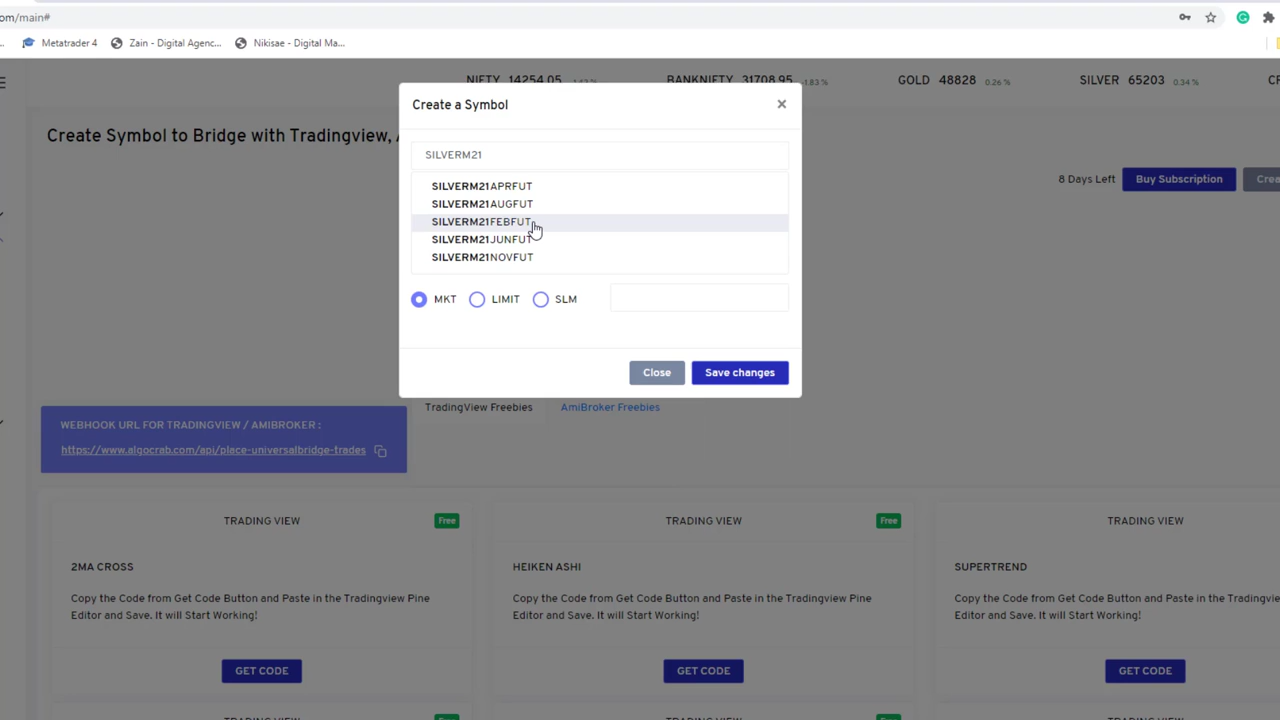 om/main#
Metatrader 4
Zain - Digital Agenc...
Nikisae - Digital Ma...
NIFTY 14254.05
BANKNIFTY 31708.95 -1.83 %
GOLD 48828 0.26 %
SILVER 65203 0.34 %
Create a Symbol
Create Symbol to Bridge with Tradingview,
SILVERM21
8 Days Left
Buy Subscription
SILVERM21APRFUT
SILVERM21AUGFUT
SILVERM21FEBFUT
SILVERM21JUNFUT
SILVERM21NOVFUT
MKT
LIMIT
SLM
Close
Save changes
TradingView Freebies
AmiBroker Freebies
WEBHOOK URL FOR TRADINGVIEW / AMIBROKER :
https://www.algocrab.com/api/place-universalbridge-trades
TRADING VIEW
Free
2MA CROSS
Copy the Code from Get Code Button and Paste in the Tradingview Pine
Editor and Save. It will Start Working!
GET CODE
TRADING VIEW
Free
HEIKEN ASHI
Copy the Code from Get Code Button and Paste in the Tradingview Pine
Editor and Save. It will Start Working!
GET CODE
TRADING VIEW
SUPERTREND
Copy the Code from Get Code Button and Paste in the
Editor and Save. It will Start Working!
GET CODE